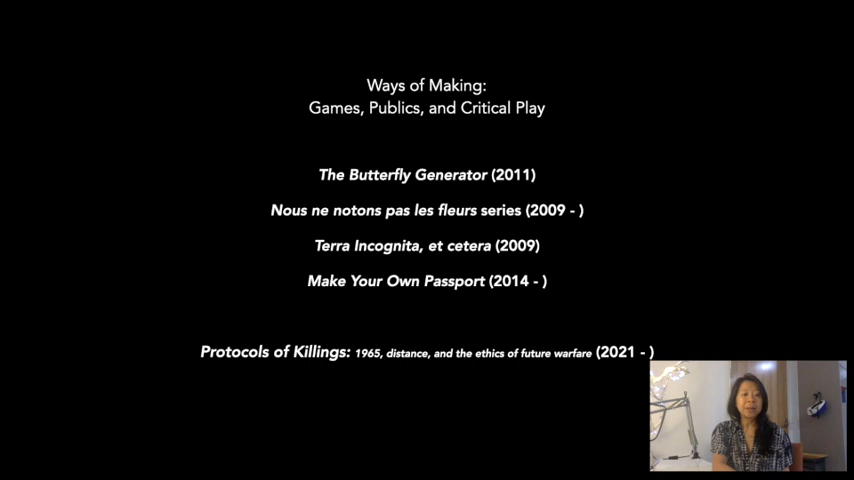 Ways of Making:
Games, Publics, and Critical Play
The Butterfly Generator (2011)
Nous ne notons pas les fleurs series (2009 - )
Terra Incognita, et cetera (2009)
Make Your Own Passport (2014 - )
Protocols of Killings: 1965, distance, and the ethics of future warfare (2021 - )